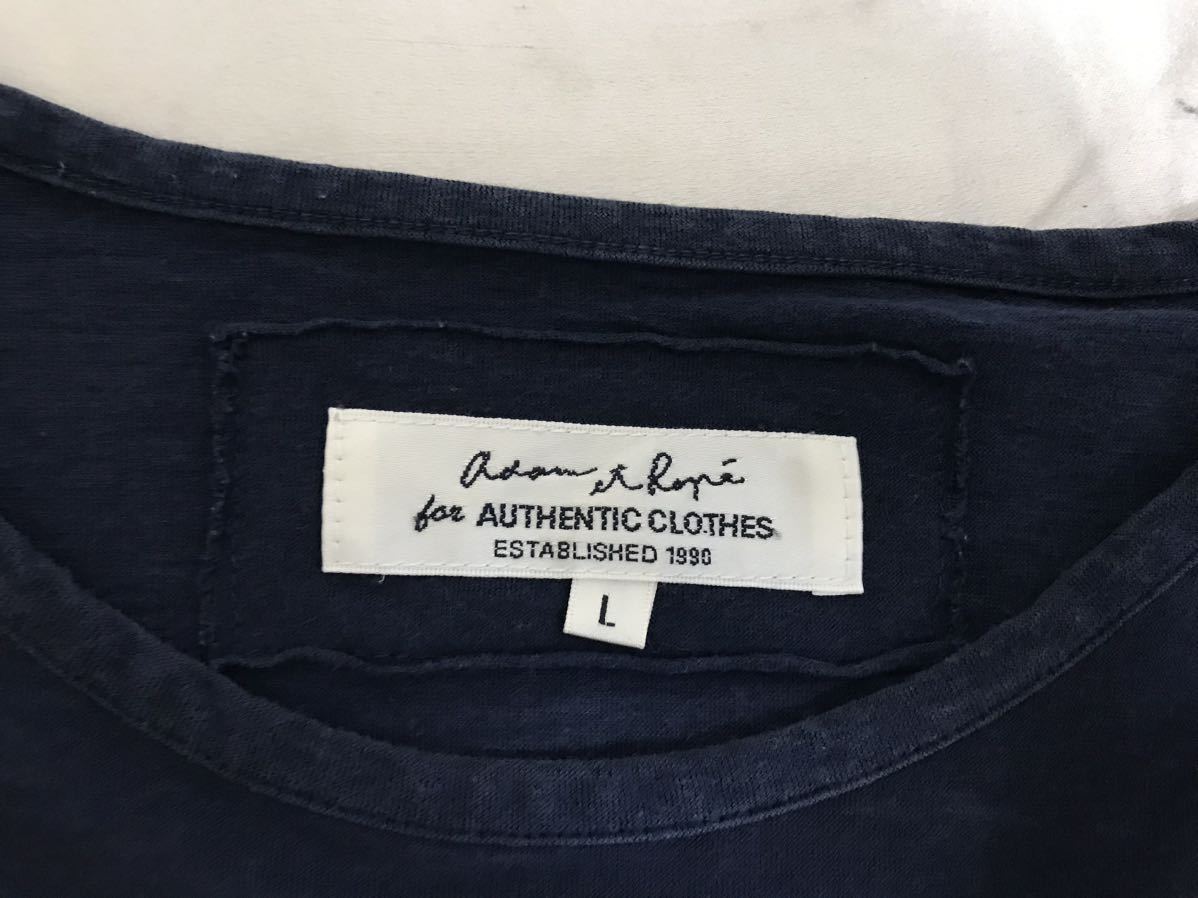 Adam et Ropé
for AUTHENTIC CLOTHES
ESTABLISHED 1990
L